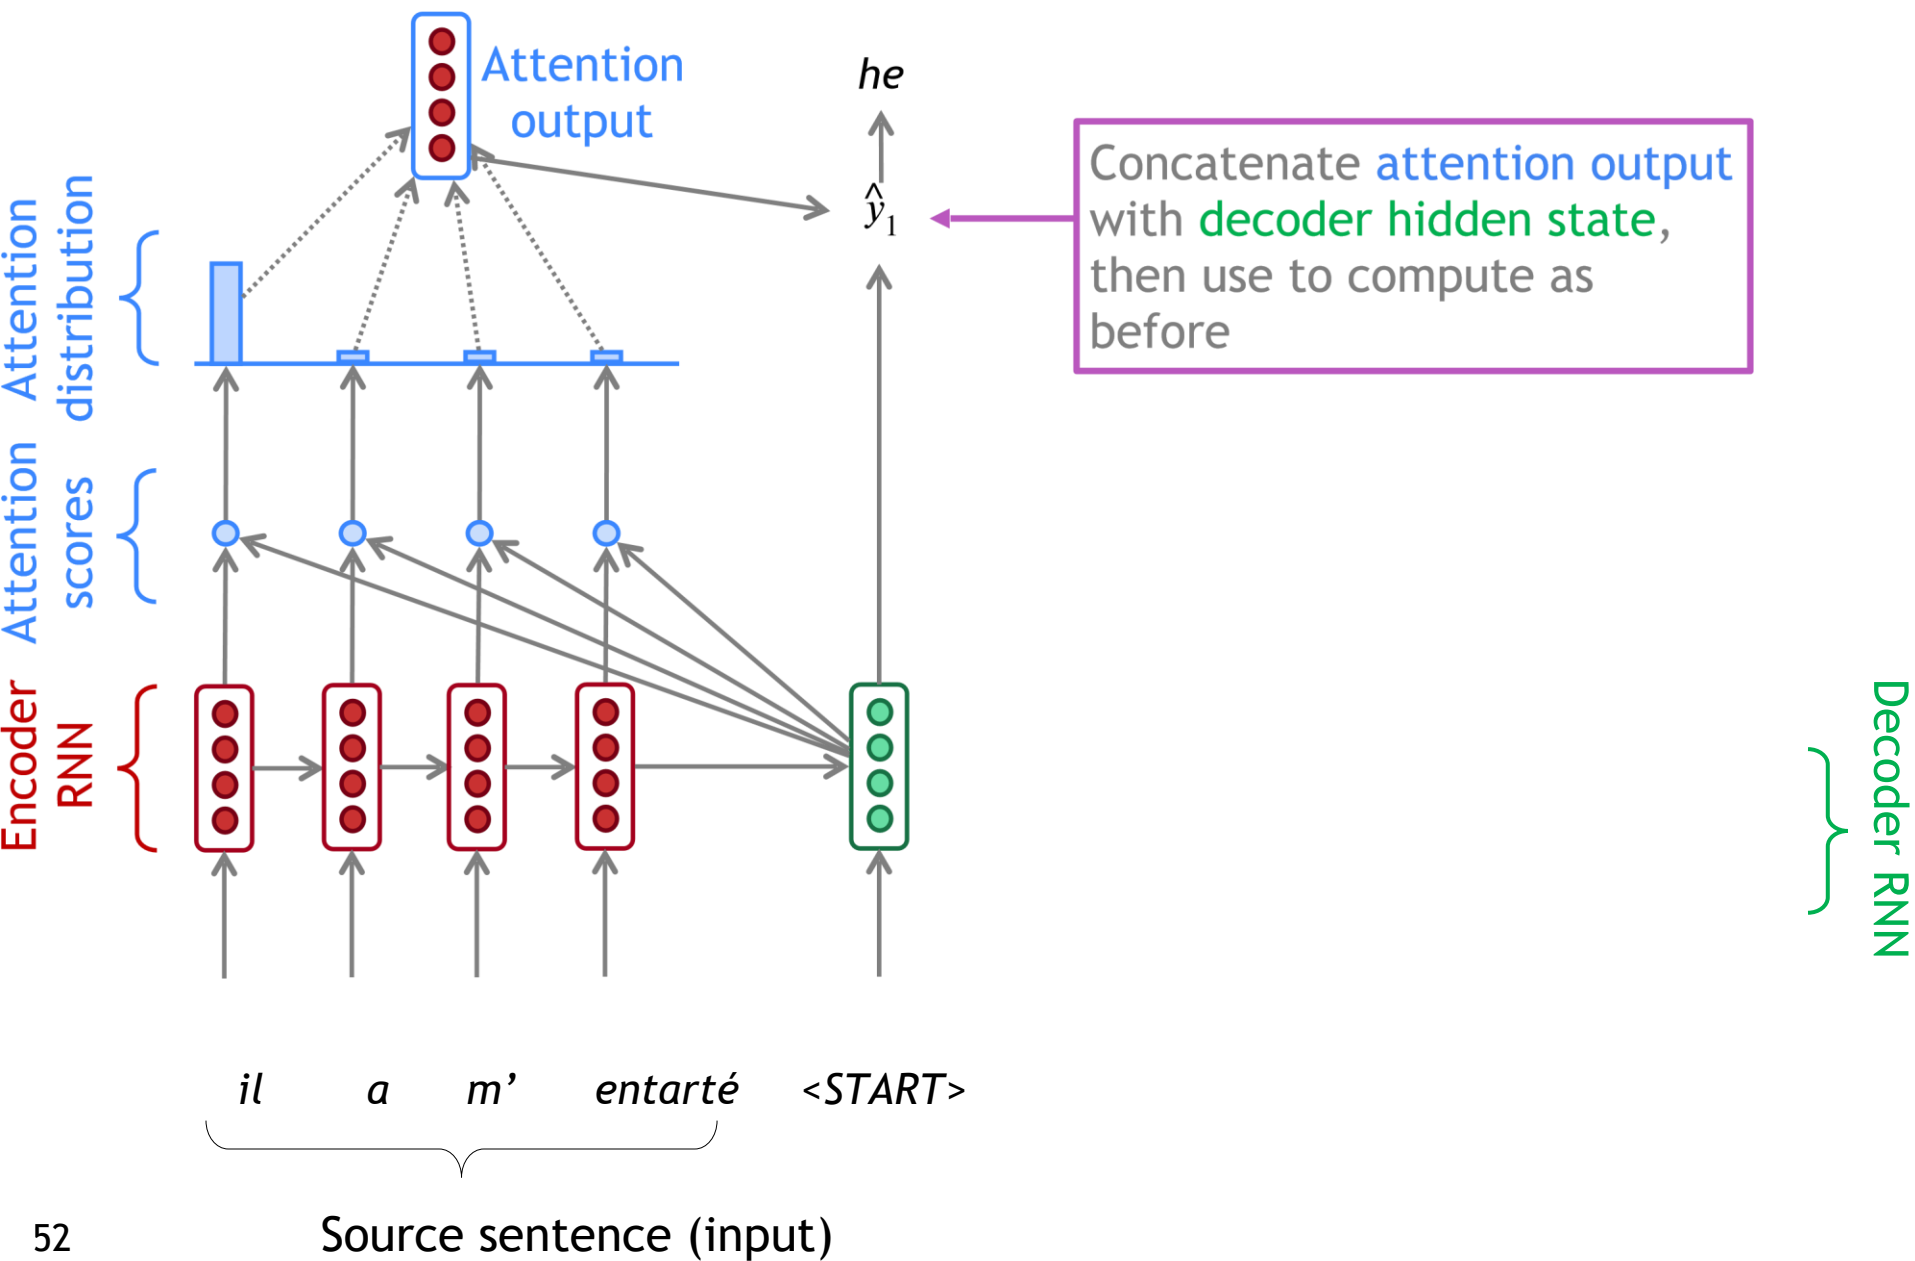 Attention
output
he
ŷ1
Concatenate attention output
with decoder hidden state,
then use to compute as
before
Attention
distribution
Attention
scores
Encoder
RNN
Decoder RNN
il a m’ entarté <START>
Source sentence (input)
52